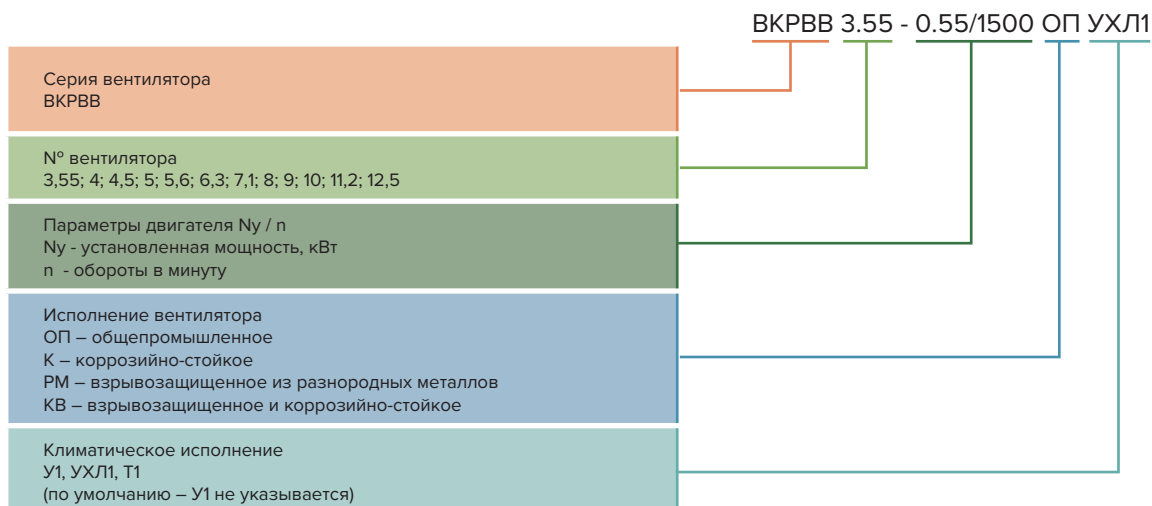 ВКРВВ 3.55 - 0.55/1500 ОП УХЛ1
Серия вентилятора
ВКРВВ
№ вентилятора
3,55; 4; 4,5; 5; 5,6; 6,3; 7,1; 8; 9; 10; 11,2; 12,5
Параметры двигателя Ny / n
Ny - установленная мощность, кВт
n - обороты в минуту
Исполнение вентилятора
ОП – общепромышленное
К – коррозийно-стойкое
РМ – взрывозащищенное из разнородных металлов
КВ – взрывозащищенное и коррозийно-стойкое
Климатическое исполнение
У1, УХЛ1, Т1
(по умолчанию – У1 не указывается)